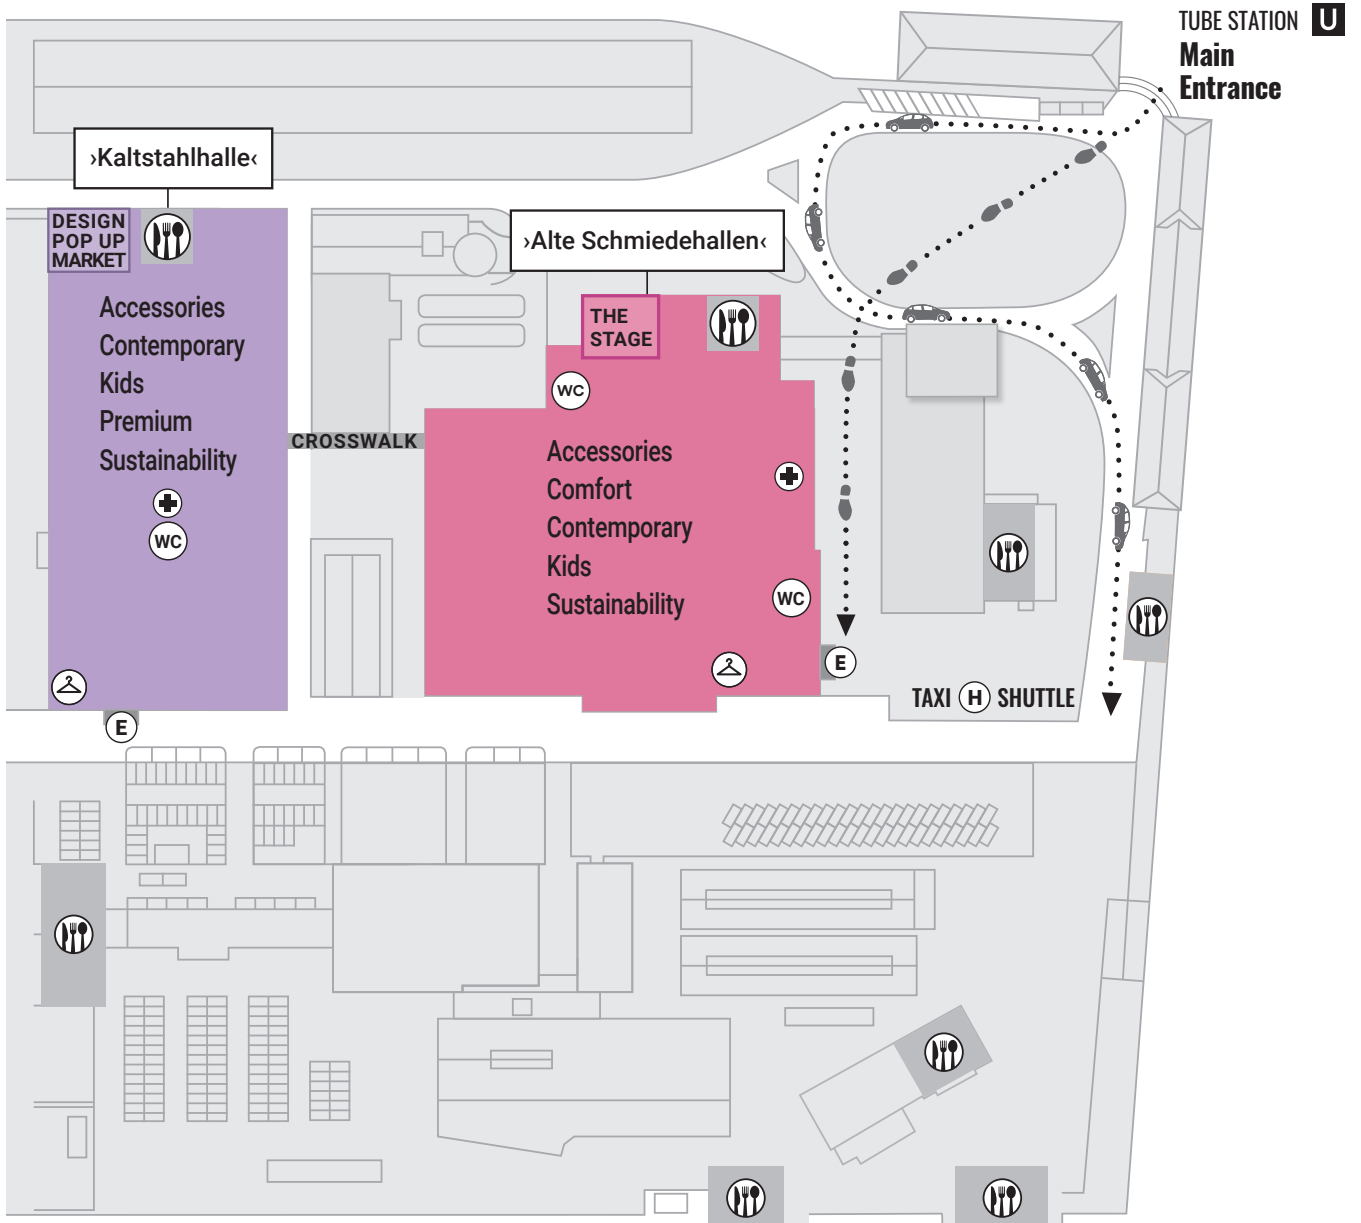 TUBE STATION U
Main
Entrance
›Kaltstahlhalle‹
DESIGN
POP UP
MARKET
Accessories
Contemporary
Kids
Premium
Sustainability
WC
E
CROSSWALK
›Alte Schmiedehallen‹
THE
STAGE
WC
Accessories
Comfort
Contemporary
Kids
Sustainability
WC
E
TAXI H SHUTTLE